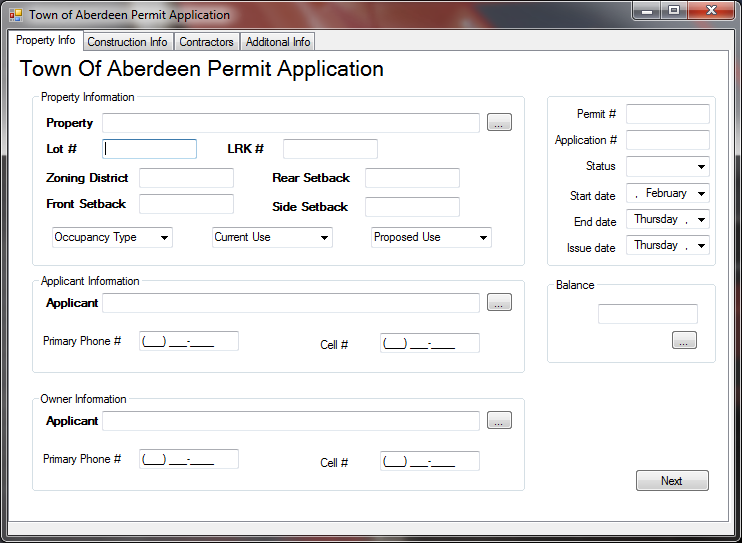 Town of Aberdeen Permit Application
Property Info Construction Info Contractors Additonal Info
Town Of Aberdeen Permit Application
Property Information
Property ...
Lot # LRK #
Zoning District Rear Setback
Front Setback Side Setback
Occupancy Type Current Use Proposed Use
Permit #
Application #
Status
Start date , February
End date Thursday ,
Issue date Thursday ,
Applicant Information
Applicant ...
Primary Phone # (___) ___-____ Cell # (___) ___-____
Balance
...
Owner Information
Applicant ...
Primary Phone # (___) ___-____ Cell # (___) ___-____
Next